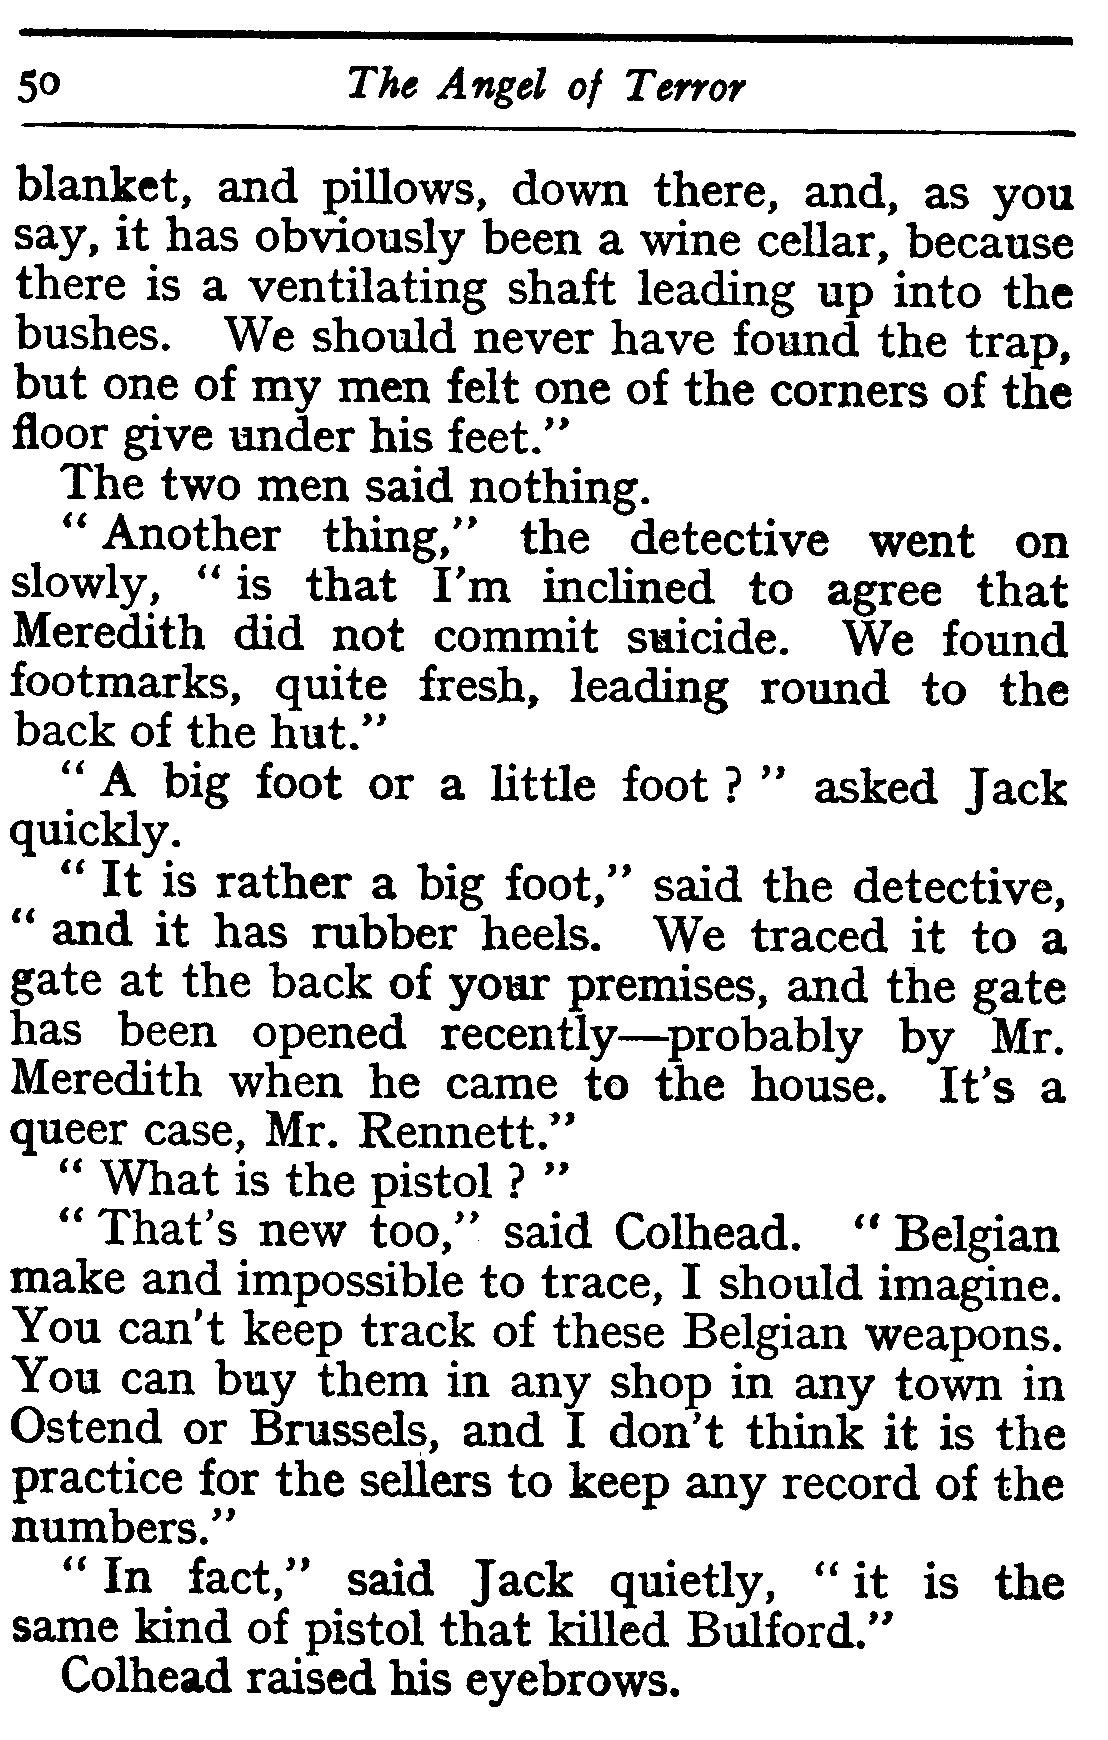 50 The Angel of Terror
blanket, and pillows, down there, and, as you
say, it has obviously been a wine cellar, because
there is a ventilating shaft leading up into the
bushes. We should never have found the trap,
but one of my men felt one of the corners of the
floor give under his feet.”
The two men said nothing.
“ Another thing,” the detective went on
slowly, “ is that I’m inclined to agree that
Meredith did not commit suicide. We found
footmarks, quite fresh, leading round to the
back of the hut.”
“ A big foot or a little foot ? ” asked Jack
quickly.
“ It is rather a big foot,” said the detective,
“ and it has rubber heels. We traced it to a
gate at the back of your premises, and the gate
has been opened recently—probably by Mr.
Meredith when he came to the house. It’s a
queer case, Mr. Rennett.”
“ What is the pistol ? ”
“ That’s new too,” said Colhead. “ Belgian
make and impossible to trace, I should imagine.
You can’t keep track of these Belgian weapons.
You can buy them in any shop in any town in
Ostend or Brussels, and I don’t think it is the
practice for the sellers to keep any record of the
numbers.”
“ In fact,” said Jack quietly, “ it is the
same kind of pistol that killed Bulford.”
Colhead raised his eyebrows.